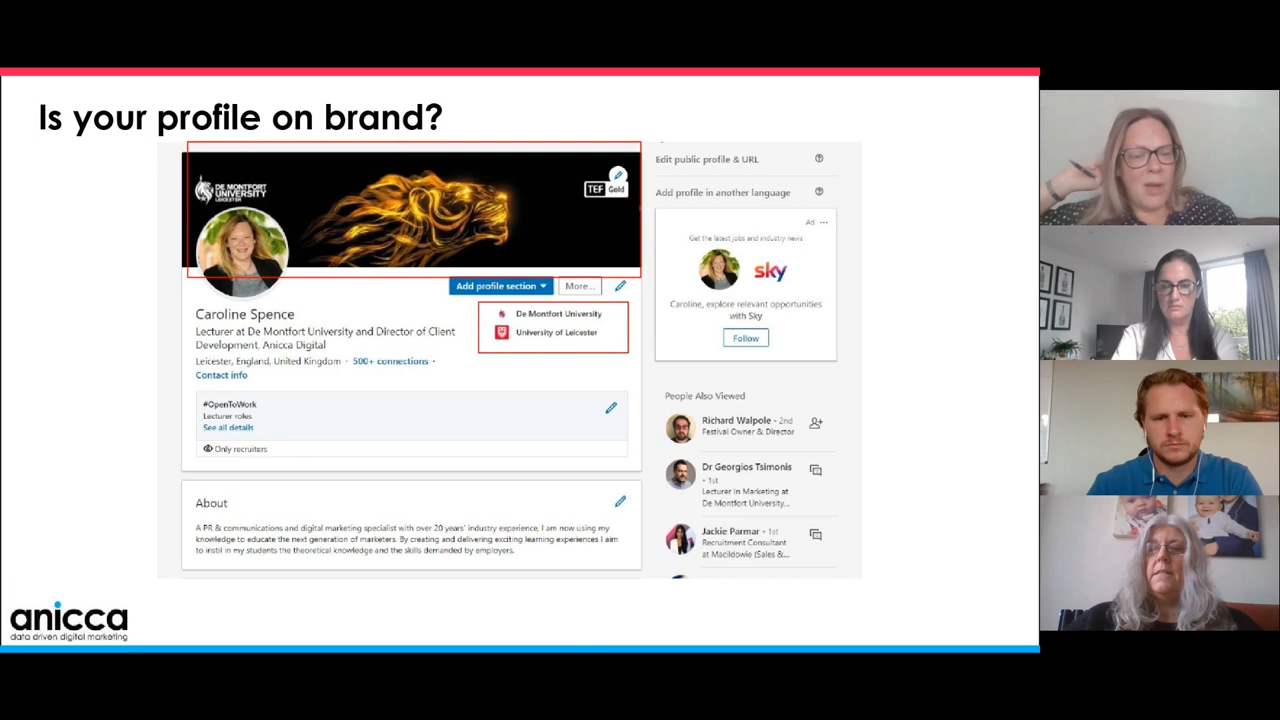 Is your profile on brand?
DE MONTFORT
UNIVERSITY
LEICESTER
TEF Gold
Add profile section
More...
Caroline Spence
Lecturer at De Montfort University and Director of Client
Development, Anicca Digital
Leicester, England, United Kingdom · 500+ connections ·
Contact info
De Montfort University
University of Leicester
#OpenToWork
Lecturer roles
See all details
Only recruiters
About
A PR & communications and digital marketing specialist with over 20 years' industry experience, I am now using my
knowledge to educate the next generation of marketers. By creating and delivering exciting learning experiences I aim
to instil in my students the theoretical knowledge and the skills demanded by employers.
Edit public profile & URL
Add profile in another language
Ad ···
Get the latest jobs and industry news
sky
Caroline, explore relevant opportunities
with Sky
Follow
People Also Viewed
Richard Walpole · 2nd
Festival Owner & Director
Dr Georgios Tsimonis
· 1st
Lecturer in Marketing at
De Montfort University...
Jackie Parmar · 1st
Recruitment Consultant
at Macildowie (Sales &...
anicca
data driven digital marketing